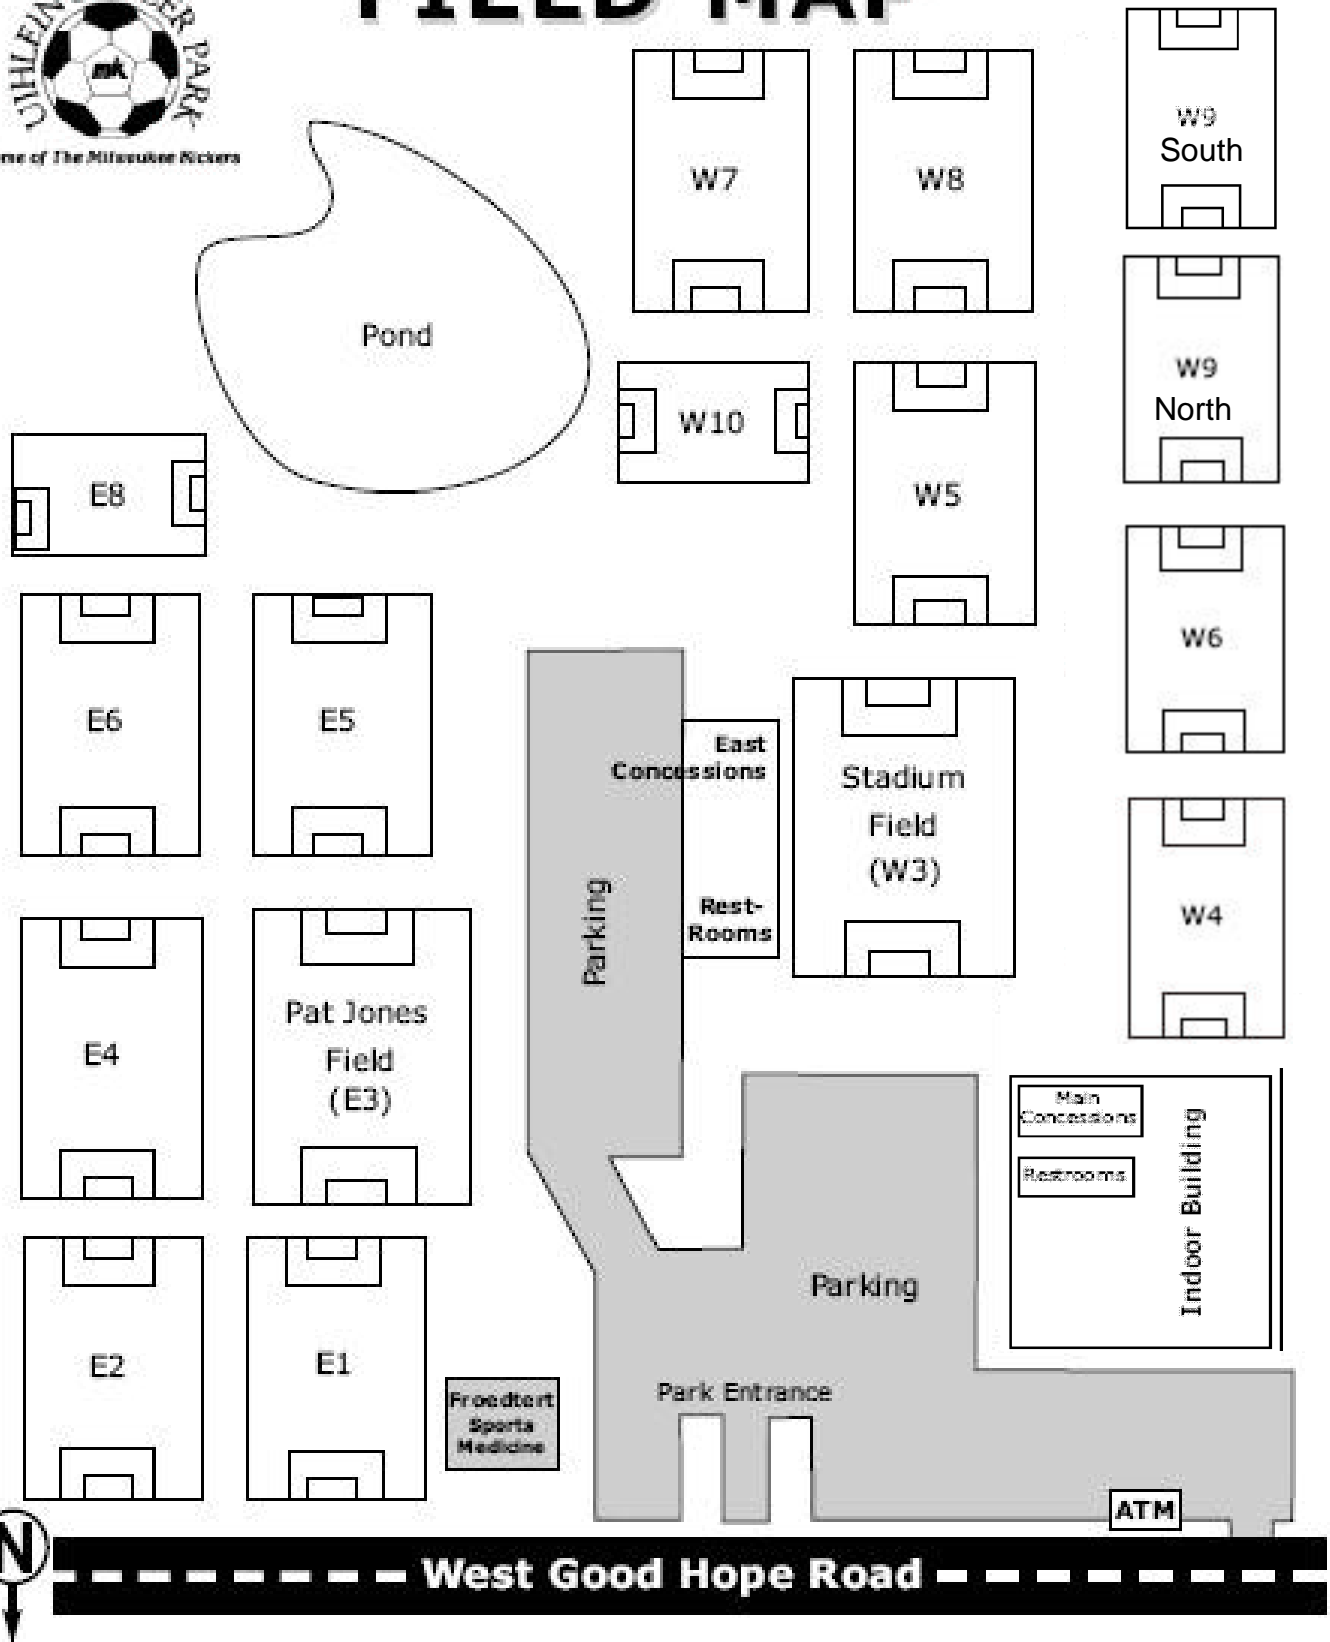 FIELD MAP
UIHLEIN SOCCER PARK
mk
Home of The Milwaukee Kickers
W7
W8
W9
South
Pond
W9
North
W10
W5
E8
W6
E6
E5
East
Concessions
Stadium
Field
(W3)
Parking
Rest-
Rooms
W4
Pat Jones
Field
(E3)
E4
Main
Concessions
Restrooms
Indoor Building
Parking
E2
E1
Park Entrance
Froedtert
Sports
Medicine
ATM
N
West Good Hope Road